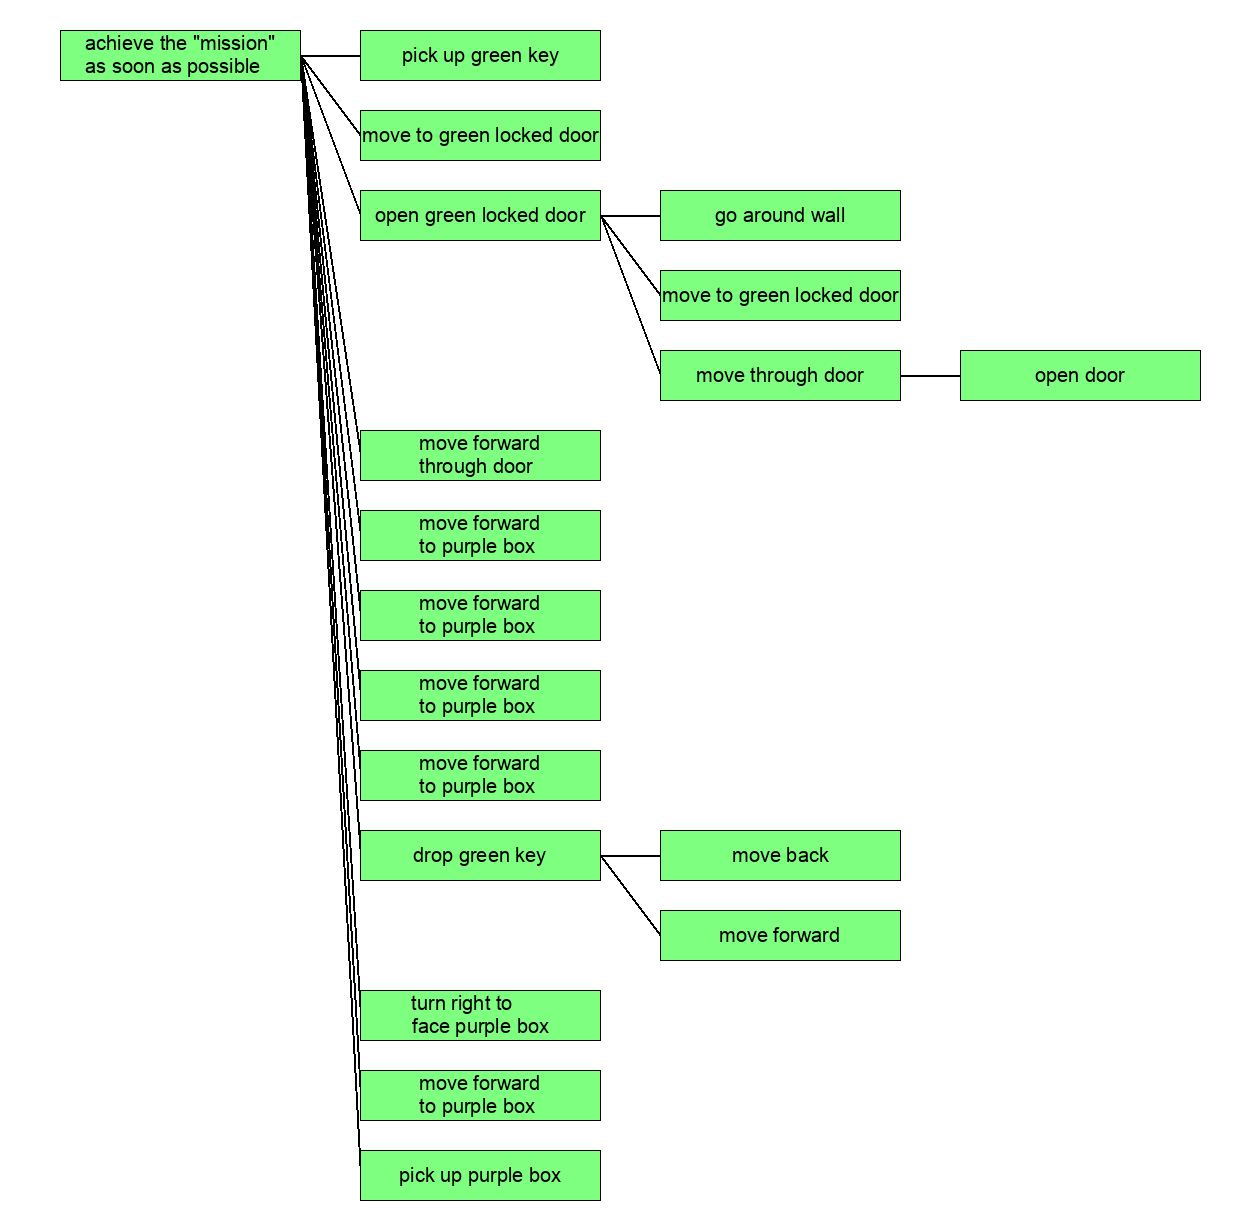 achieve the "mission"
as soon as possible
pick up green key
move to green locked door
open green locked door
go around wall
move to green locked door
move through door
open door
move forward
through door
move forward
to purple box
move forward
to purple box
move forward
to purple box
move forward
to purple box
drop green key
move back
move forward
turn right to
face purple box
move forward
to purple box
pick up purple box